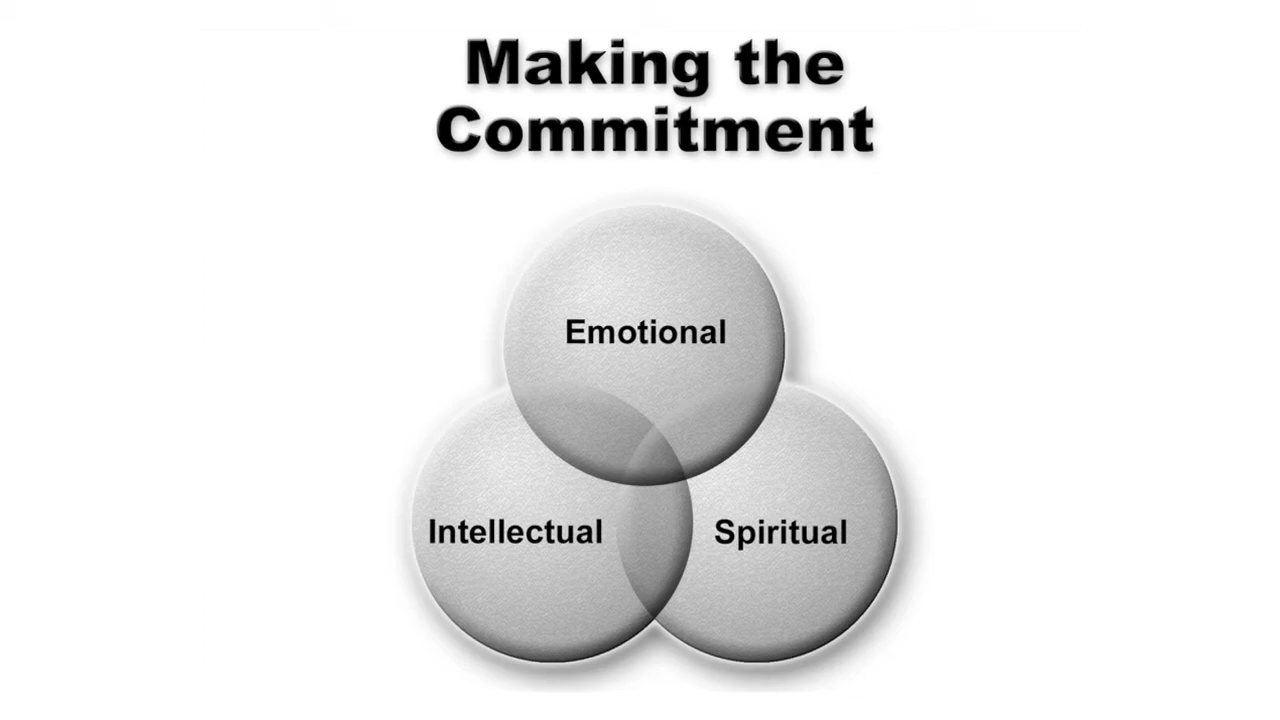 Making the
Commitment
Emotional
Intellectual
Spiritual